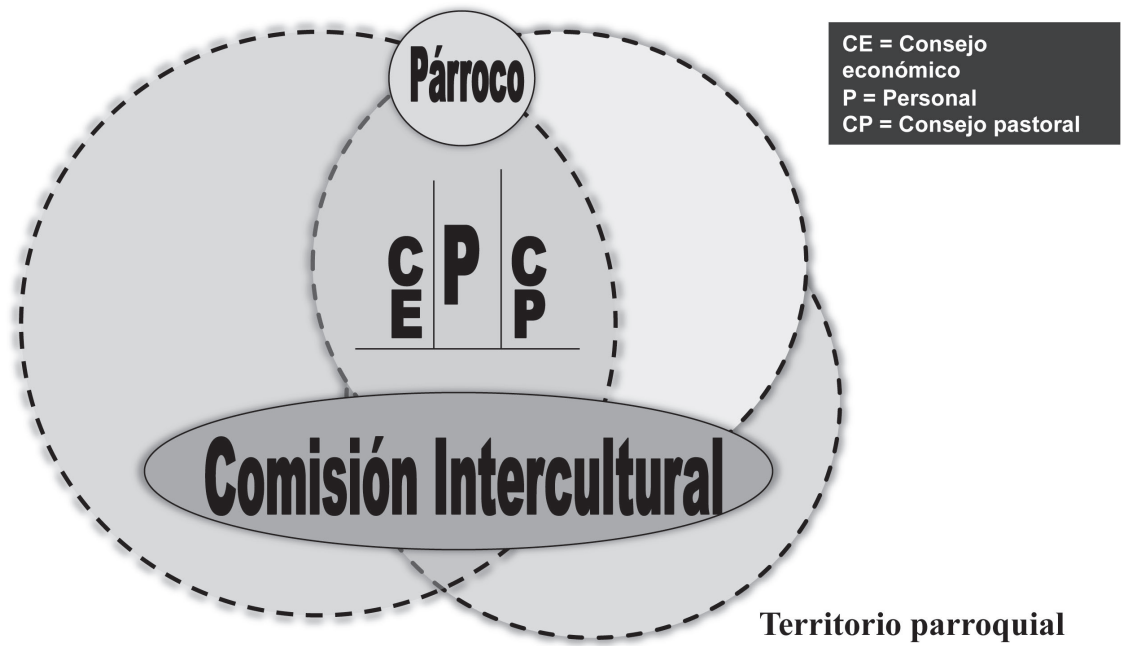 Párroco
CE = Consejo
económico
P = Personal
CP = Consejo pastoral
C
E
P
C
P
Comisión Intercultural
Territorio parroquial